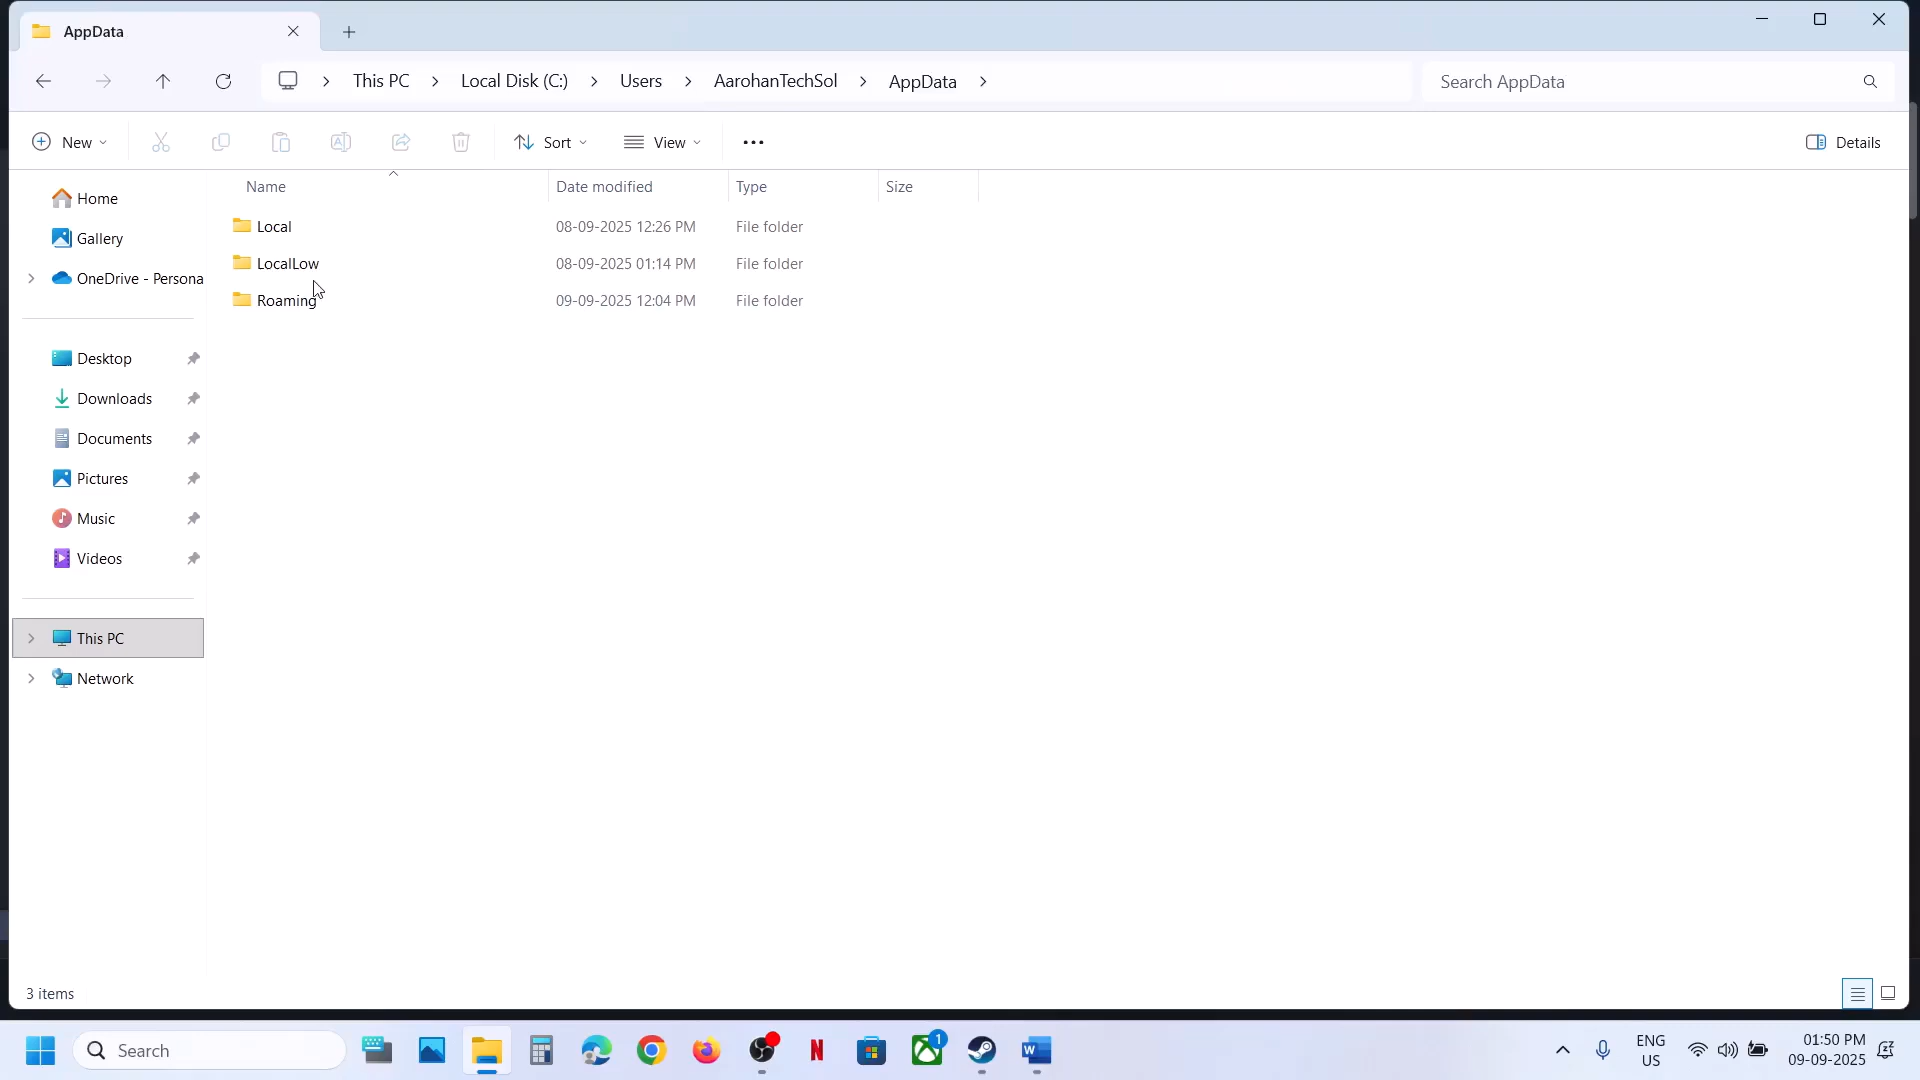 AppData
This PC
Local Disk (C:)
Users
AarohanTechSol
AppData
Search AppData
New
Sort
View
Details
Name
Date modified
Type
Size
Local 08-09-2025 12:26 PM File folder
LocalLow 08-09-2025 01:14 PM File folder
Roaming 09-09-2025 12:04 PM File folder
Home
Gallery
OneDrive - Persona
Desktop
Downloads
Documents
Pictures
Music
Videos
This PC
Network
3 items
Search
1
ENG
US
01:50 PM
09-09-2025